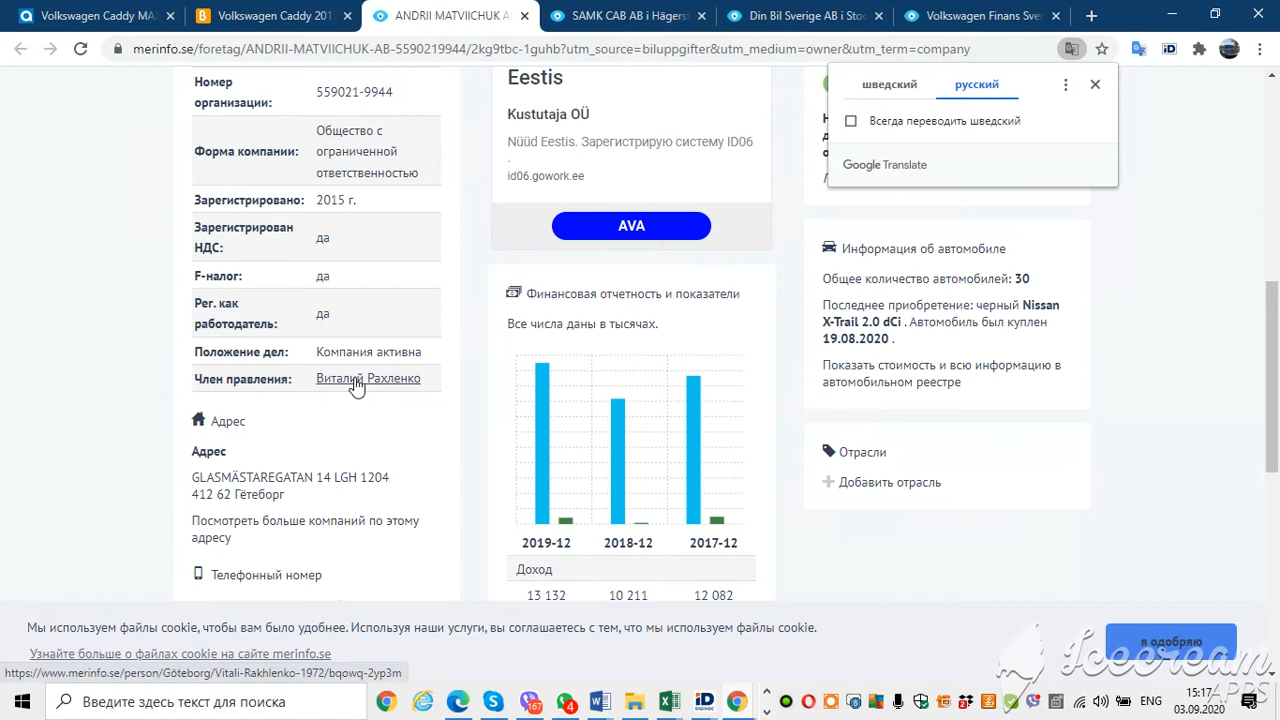 Volkswagen Caddy MA
Volkswagen Caddy 201
ANDRII MATVIICHUK AB
SAMK CAB AB i Hägers
Din Bil Sverige AB i Sto
Volkswagen Finans Sve
merinfo.se/foretag/ANDRII-MATVIICHUK-AB-5590219944/2kg9tbc-1guhb?utm_source=biluppgifter&utm_medium=owner&utm_term=company
шведский
русский
Всегда переводить шведский
Google Translate
Номер
организации:
559021-9944
Форма компании:
Общество с
ограниченной
ответственностью
Зарегистрировано:
2015 г.
Зарегистрирован
НДС:
да
F-налог:
да
Рег. как
работодатель:
да
Положение дел:
Компания активна
Член правления:
Виталий Рахленко
Адрес
Адрес
GLASMÄSTAREGATAN 14 LGH 1204
412 62 Гётеборг
Посмотреть больше компаний по этому
адресу
Телефонный номер
Eestis
Kustutaja OÜ
Nüüd Eestis. Зарегистрирую систему ID06
.
id06.gowork.ee
AVA
Финансовая отчетность и показатели
Все числа даны в тысячах.
2019-12
2018-12
2017-12
Доход
13 132
10 211
12 082
Информация об автомобиле
Общее количество автомобилей: 30
Последнее приобретение: черный Nissan
X-Trail 2.0 dCi . Автомобиль был куплен
19.08.2020 .
Показать стоимость и всю информацию в
автомобильном реестре
Отрасли
Добавить отрасль
Мы используем файлы cookie, чтобы вам было удобнее. Используя наши услуги, вы соглашаетесь с тем, что мы используем файлы cookie.
Узнайте больше о файлах cookie на сайте merinfo.se
я одобряю
https://www.merinfo.se/person/Göteborg/Vitali-Rakhlenko-1972/bqowq-2yp3m
Icecream
APPS
Введите здесь текст для поиска
167
4
ENG
15:17
03.09.2020